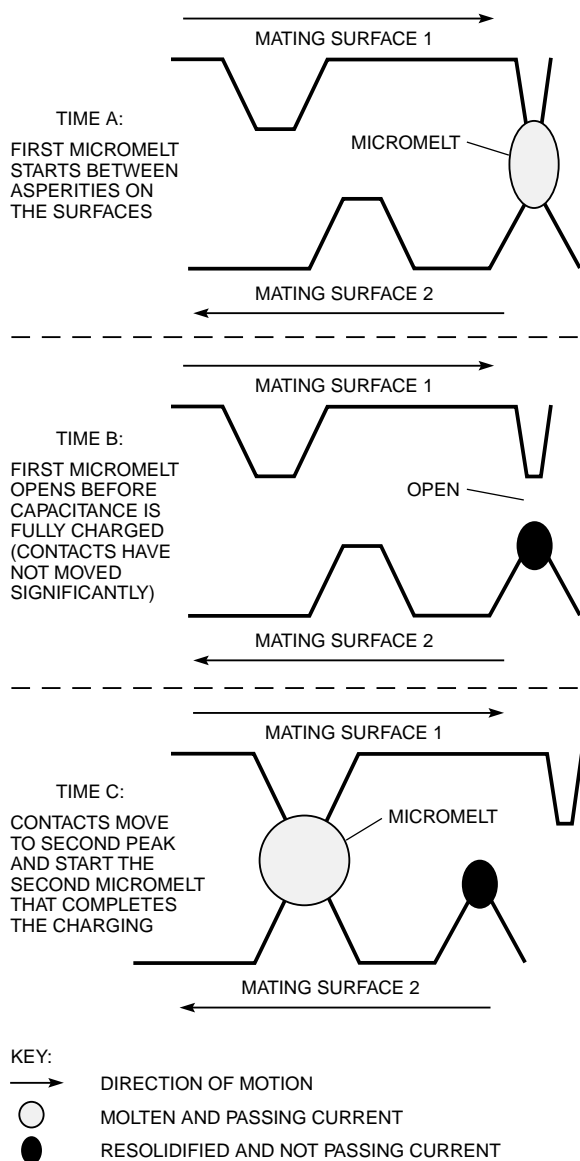 MATING SURFACE 1
TIME A:
FIRST MICROMELT
STARTS BETWEEN
ASPERITIES ON
THE SURFACES
MICROMELT
MATING SURFACE 2
MATING SURFACE 1
TIME B:
FIRST MICROMELT
OPENS BEFORE
CAPACITANCE IS
FULLY CHARGED
(CONTACTS HAVE
NOT MOVED
SIGNIFICANTLY)
OPEN
MATING SURFACE 2
MATING SURFACE 1
TIME C:
CONTACTS MOVE
TO SECOND PEAK
AND START THE
SECOND MICROMELT
THAT COMPLETES
THE CHARGING
MICROMELT
MATING SURFACE 2
KEY:
DIRECTION OF MOTION
MOLTEN AND PASSING CURRENT
RESOLIDIFIED AND NOT PASSING CURRENT